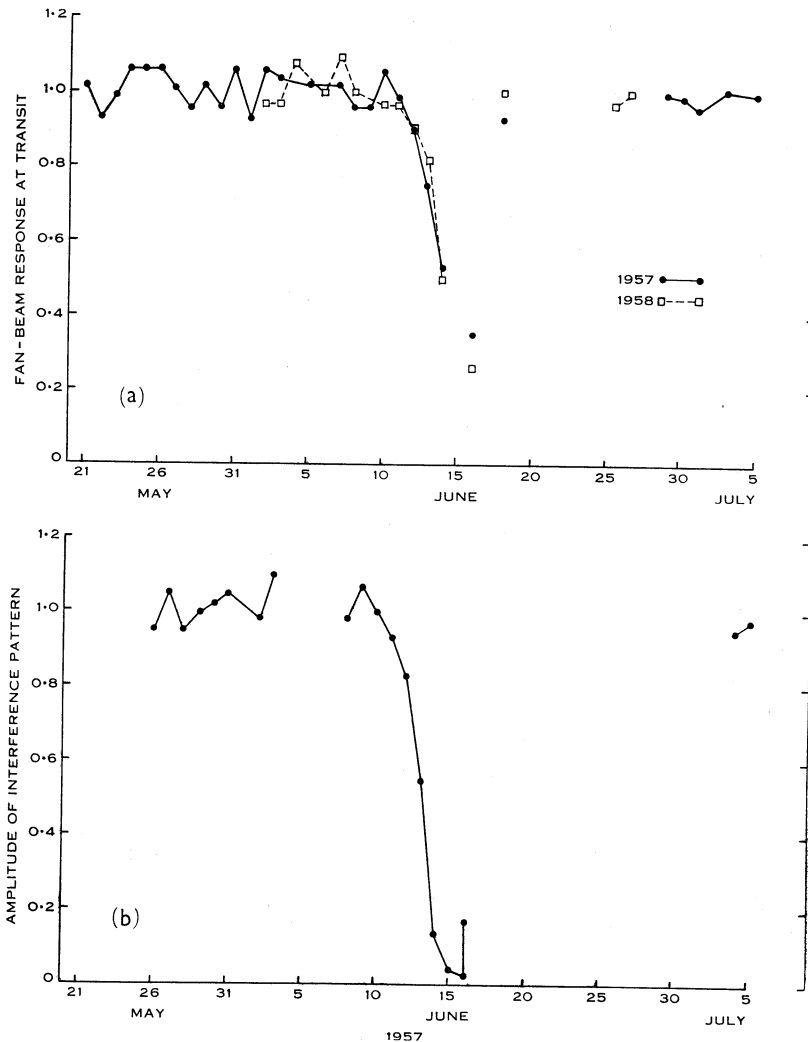 FAN-BEAM RESPONSE AT TRANSIT
1·2
1·0
0·8
0·6
0·4
0·2
0
1957
1958
(a)
21 26 31 5 10 15 20 25 30 5
MAY JUNE JULY
AMPLITUDE OF INTERFERENCE PATTERN
1·2
1·0
0·8
0·6
0·4
0·2
0
(b)
21 26 31 5 10 15 20 25 30 5
MAY JUNE JULY
1957